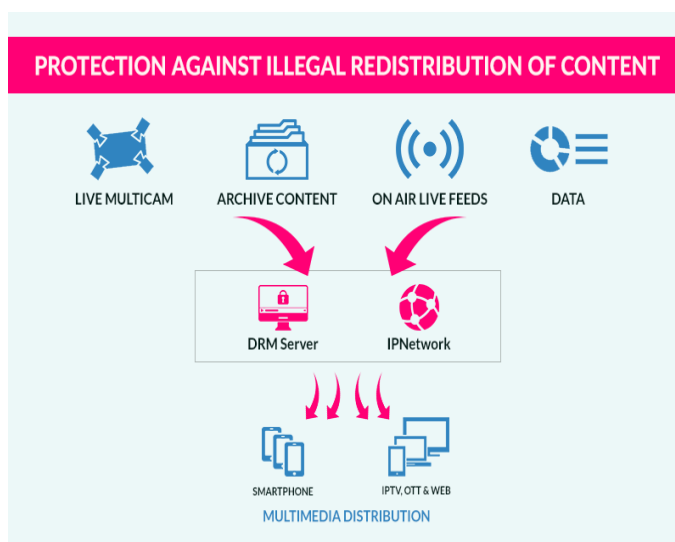 PROTECTION AGAINST ILLEGAL REDISTRIBUTION OF CONTENT
LIVE MULTICAM
ARCHIVE CONTENT
ON AIR LIVE FEEDS
DATA
DRM Server
IPNetwork
SMARTPHONE
IPTV, OTT & WEB
MULTIMEDIA DISTRIBUTION